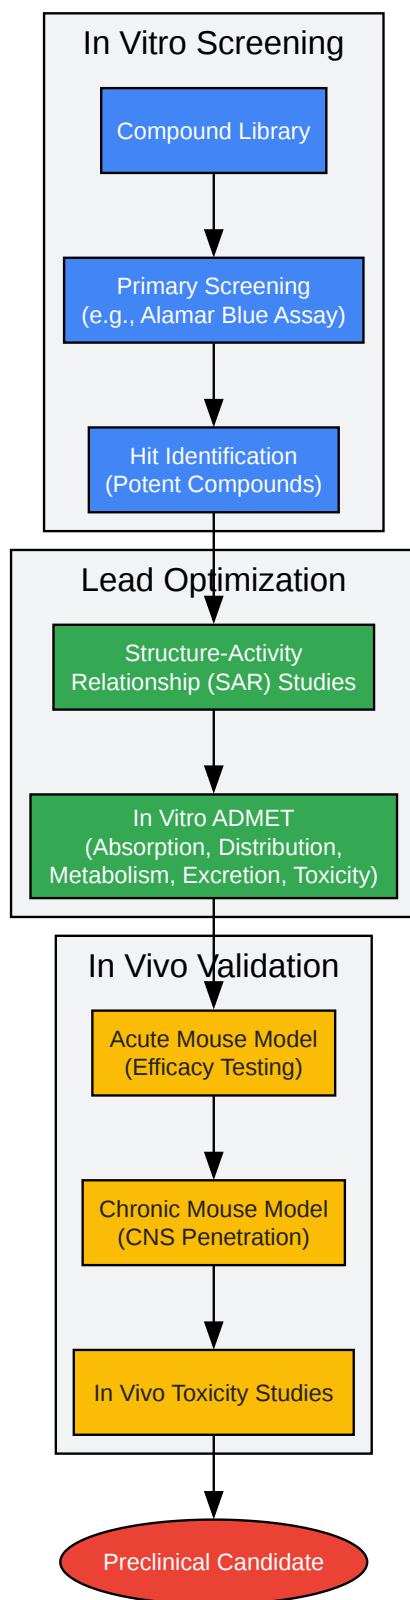 In Vitro Screening
Compound Library
Primary Screening
(e.g., Alamar Blue Assay)
Hit Identification
(Potent Compounds)
Lead Optimization
Structure-Activity
Relationship (SAR) Studies
In Vitro ADMET
(Absorption, Distribution,
Metabolism, Excretion, Toxicity)
In Vivo Validation
Acute Mouse Model
(Efficacy Testing)
Chronic Mouse Model
(CNS Penetration)
In Vivo Toxicity Studies
Preclinical Candidate